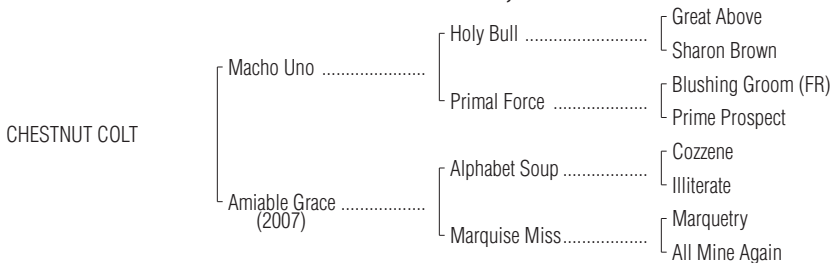 Great Above
Holy Bull ..........................
Sharon Brown
Macho Uno ......................
Blushing Groom (FR)
Primal Force ....................
Prime Prospect
CHESTNUT COLT
Cozzene
Alphabet Soup ..................
Illiterate
Amiable Grace ..................
(2007)
Marquetry
Marquise Miss..................
All Mine Again